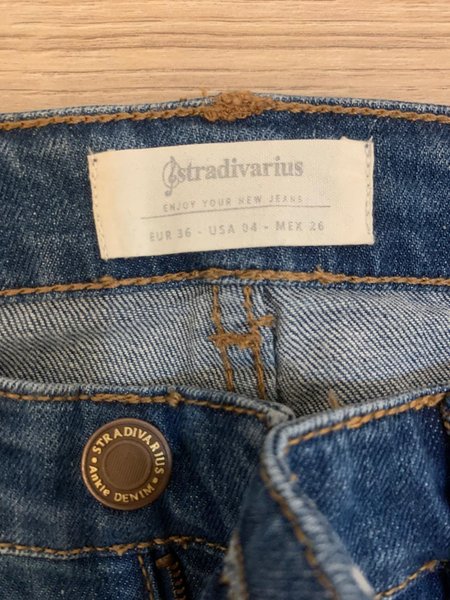 stradivarius
ENJOY YOUR NEW JEANS
EUR 36 - USA 04 - MEX 26
STRADIVARIUS
Ankle DENIM